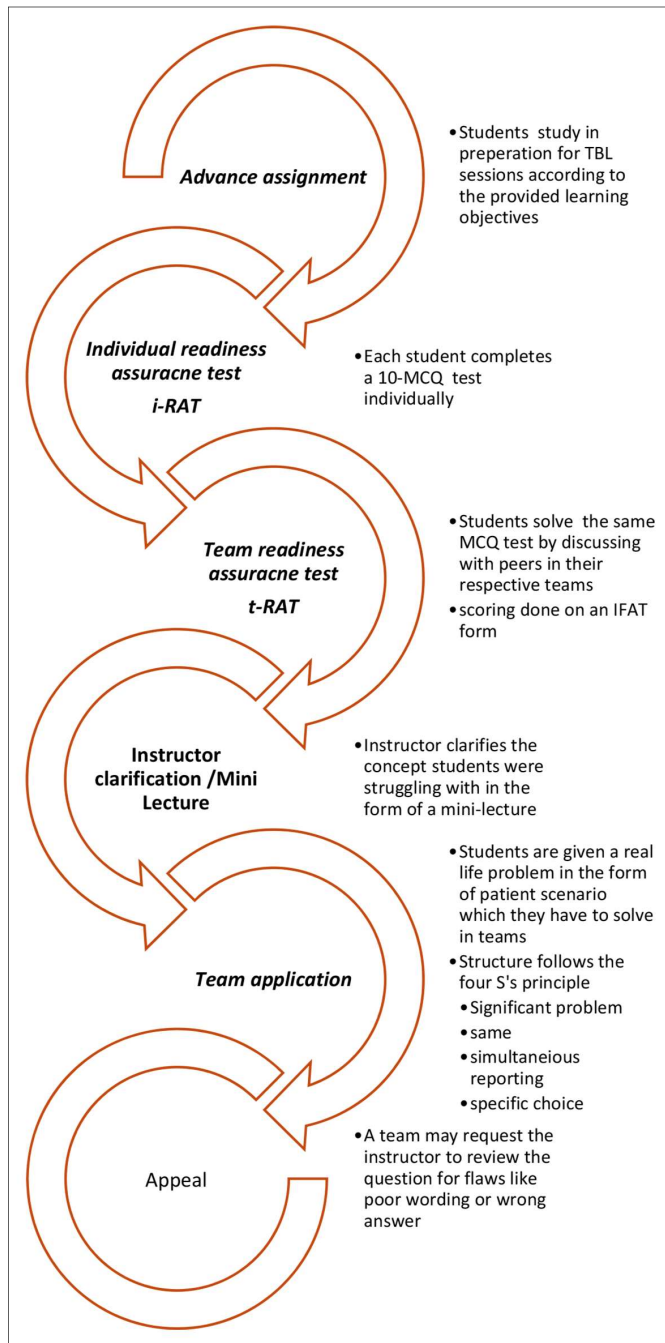 Advance assignment
•Students study in
preparation for TBL
sessions according to
the provided learning
objectives
Individual readiness
assuracne test
i-RAT
•Each student completes
a 10-MCQ test
individually
Team readiness
assuracne test
t-RAT
•Students solve the same
MCQ test by discussing
with peers in their
respective teams
•scoring done on an IFAT
form
Instructor
clarification /Mini
Lecture
•Instructor clarifies the
concept students were
struggling with in the
form of a mini-lecture
Team application
•Students are given a real
life problem in the form
of patient scenario
which they have to solve
in teams
•Structure follows the
four S's principle
•Significant problem
•same
•simultaneious
reporting
•specific choice
Appeal
•A team may request the
instructor to review the
question for flaws like
poor wording or wrong
answer